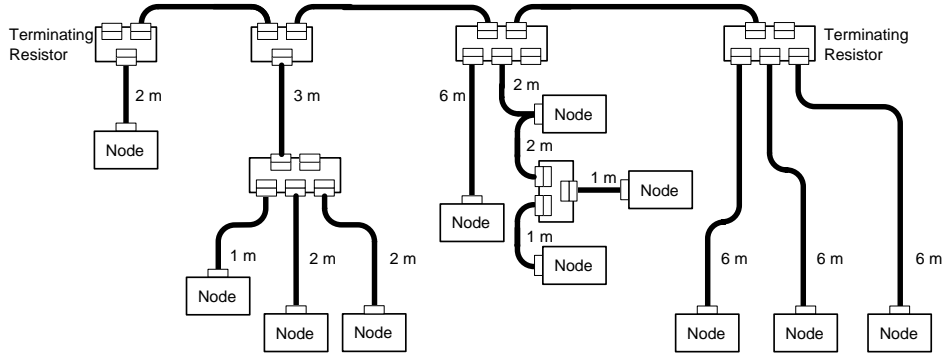 Terminating
Resistor
Terminating
Resistor
2 m
3 m
6 m
2 m
Node
Node
2 m
1 m
Node
Node
1 m
Node
1 m
2 m
2 m
6 m
6 m
6 m
Node
Node
Node
Node
Node
Node